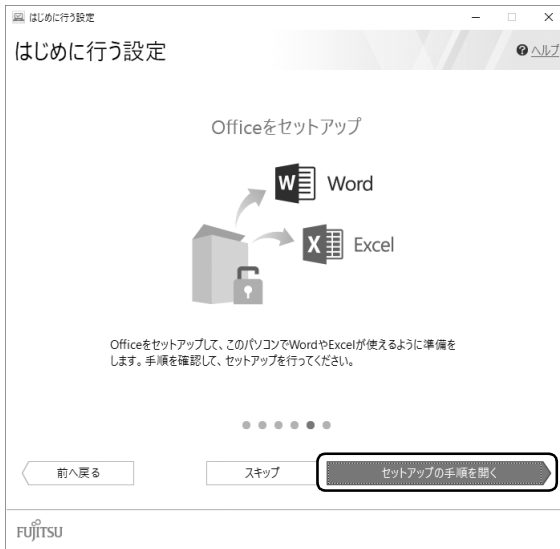 はじめに行う設定
はじめに行う設定
ヘルプ
Officeをセットアップ
W Word
X Excel
Officeをセットアップして、このパソコンでWordやExcelが使えるように準備を
します。手順を確認して、セットアップを行ってください。
前へ戻る
スキップ
セットアップの手順を開く
FUJITSU